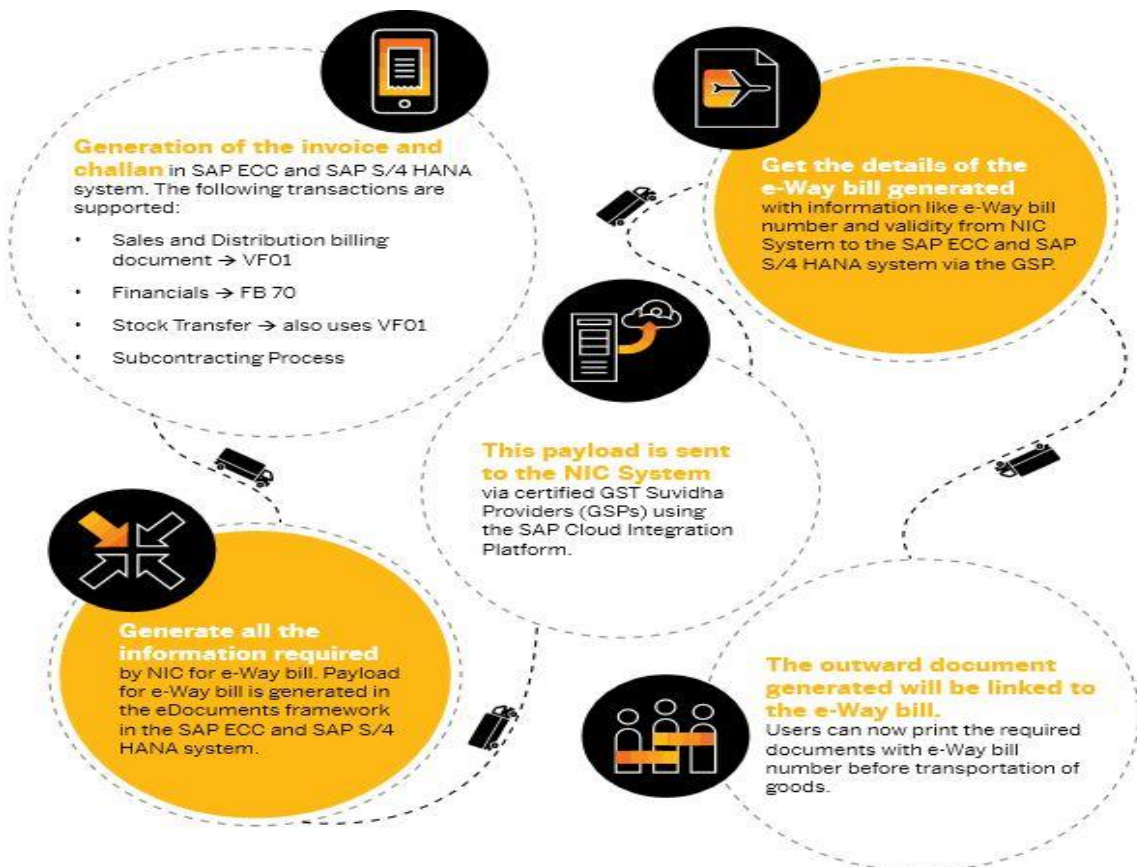 Generation of the invoice and
challan in SAP ECC and SAP S/4 HANA
system. The following transactions are
supported:
• Sales and Distribution billing
document → VF01
• Financials → FB 70
• Stock Transfer → also uses VF01
• Subcontracting Process
Generate all the
information required
by NIC for e-Way bill. Payload
for e-Way bill is generated in
the eDocuments framework
in the SAP ECC and SAP S/4
HANA system.
This payload is sent
to the NIC System
via certified GST Suvidha
Providers (GSPs) using
the SAP Cloud Integration
Platform.
Get the details of the
e-Way bill generated
with information like e-Way bill
number and validity from NIC
System to the SAP ECC and SAP
S/4 HANA system via the GSP.
The outward document
generated will be linked to
the e-Way bill.
Users can now print the required
documents with e-Way bill
number before transportation of
goods.